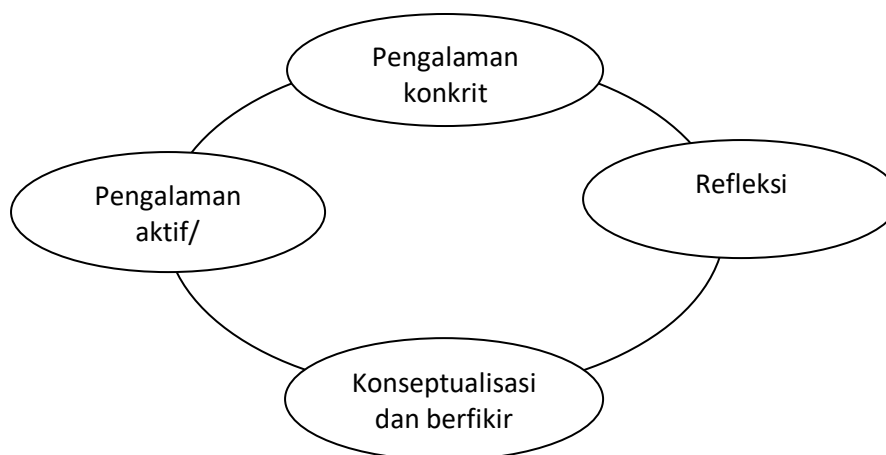 Pengalaman
konkrit
Refleksi
Pengalaman
aktif/
Konseptualisasi
dan berfikir